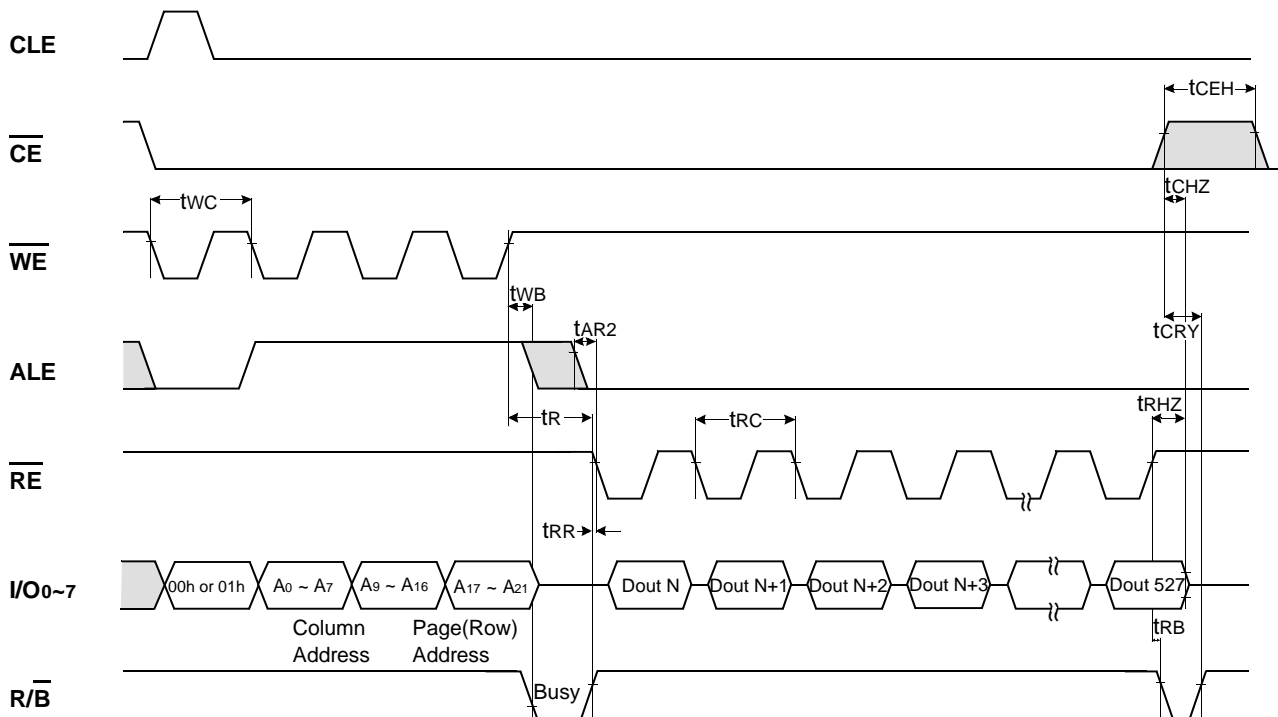 CLE
tCEH
CE
tCHZ
tWC
WE
tWB
tAR2
tCRY
ALE
tR
tRC
tRHZ
RE
tRR
I/O0~7
00h or 01h
A0 ~ A7
A9 ~ A16
A17 ~ A21
Dout N
Dout N+1
Dout N+2
Dout N+3
Dout 527
Column
Address
Page(Row)
Address
tRB
R/B
Busy